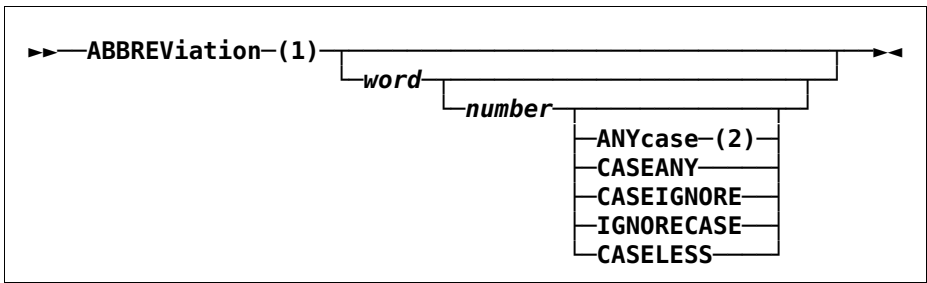 ABBREViation (1)
word
number
ANYcase (2)
CASEANY
CASEIGNORE
IGNORECASE
CASELESS